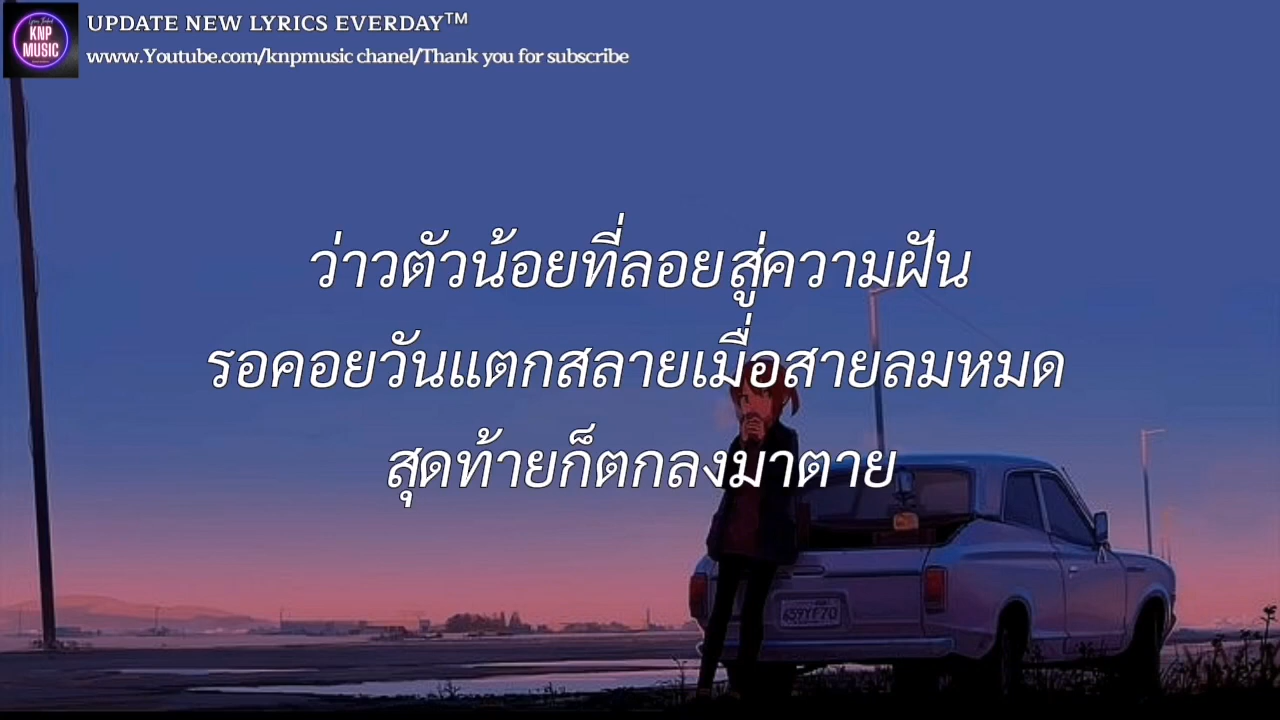 KNP
MUSIC
UPDATE NEW LYRICS EVERDAY™
www.Youtube.com/knpmusic chanel/Thank you for subscribe
ว่าวตัวน้อยที่ลอยสู่ความฝัน
รอคอยวันแตกสลายเมื่อสายลมหมด
สุดท้ายก็ตกลงมาตาย